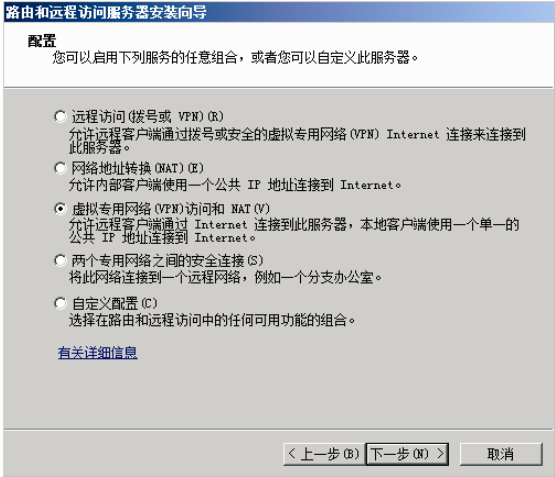 路由和远程访问服务器安装向导
配置
您可以启用下列服务的任意组合，或者您可以自定义此服务器。
远程访问(拨号或 VPN)(R)
允许远程客户端通过拨号或安全的虚拟专用网络(VPN) Internet 连接来连接到
此服务器。
网络地址转换(NAT)(E)
允许内部客户端使用一个公共 IP 地址连接到 Internet。
虚拟专用网络(VPN)访问和 NAT(V)
允许远程客户端通过 Internet 连接到此服务器，本地客户端使用一个单一的
公共 IP 地址连接到 Internet。
两个专用网络之间的安全连接(S)
将此网络连接到一个远程网络，例如一个分支办公室。
自定义配置(C)
选择在路由和远程访问中的任何可用功能的组合。
有关详细信息
< 上一步(B) 下一步(N) > 取消